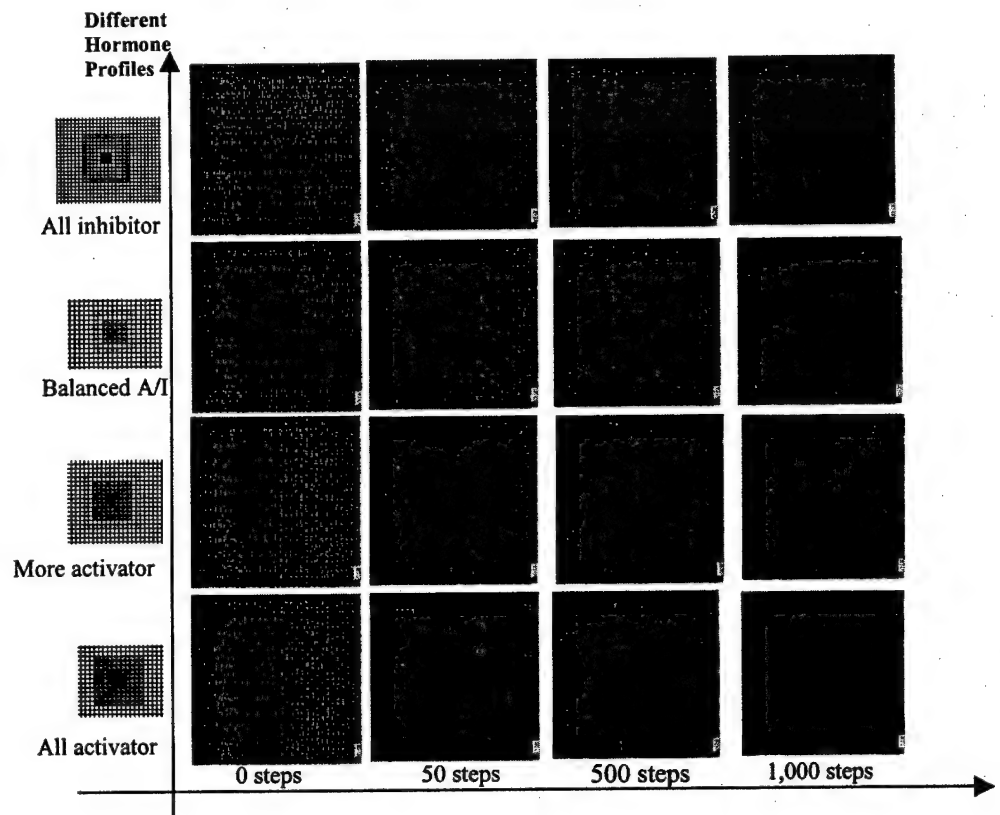 Different
Hormone
Profiles
All inhibitor
Balanced A/I
More activator
All activator
0 steps
50 steps
500 steps
1,000 steps